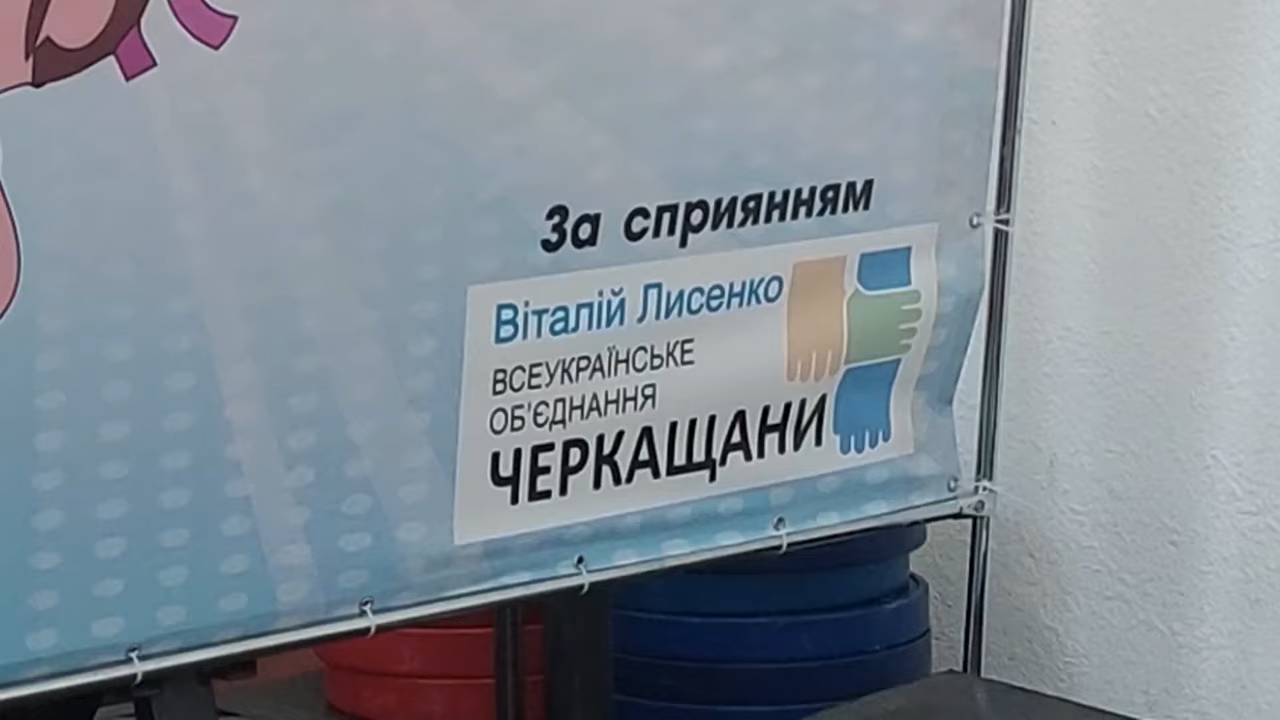 За сприянням
Віталій Лисенко
ВСЕУКРАЇНСЬКЕ
ОБ'ЄДНАННЯ
ЧЕРКАЩАНИ